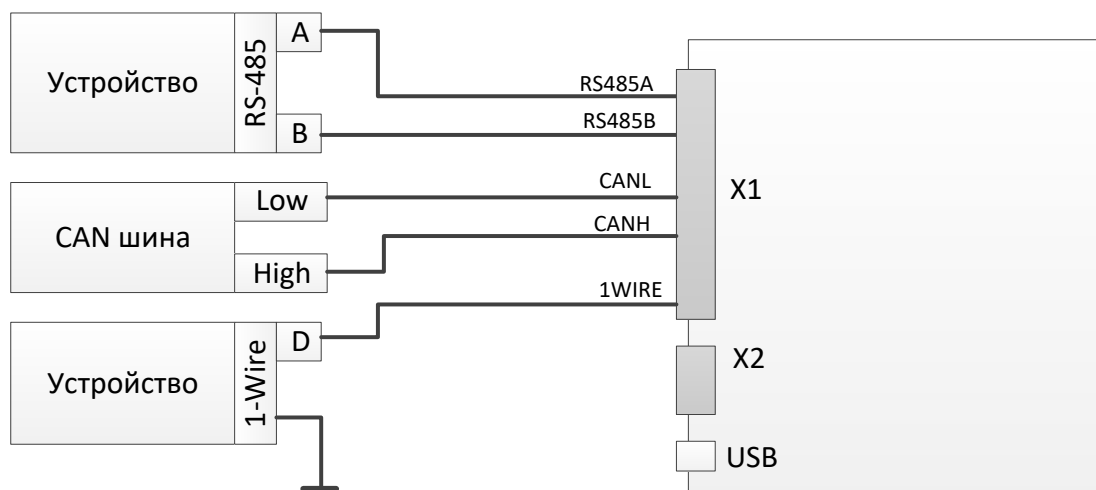 Устройство
RS-485
A
B
RS485A
RS485B
CAN шина
Low
High
CANL
CANH
Устройство
1-Wire
D
1WIRE
X1
X2
USB